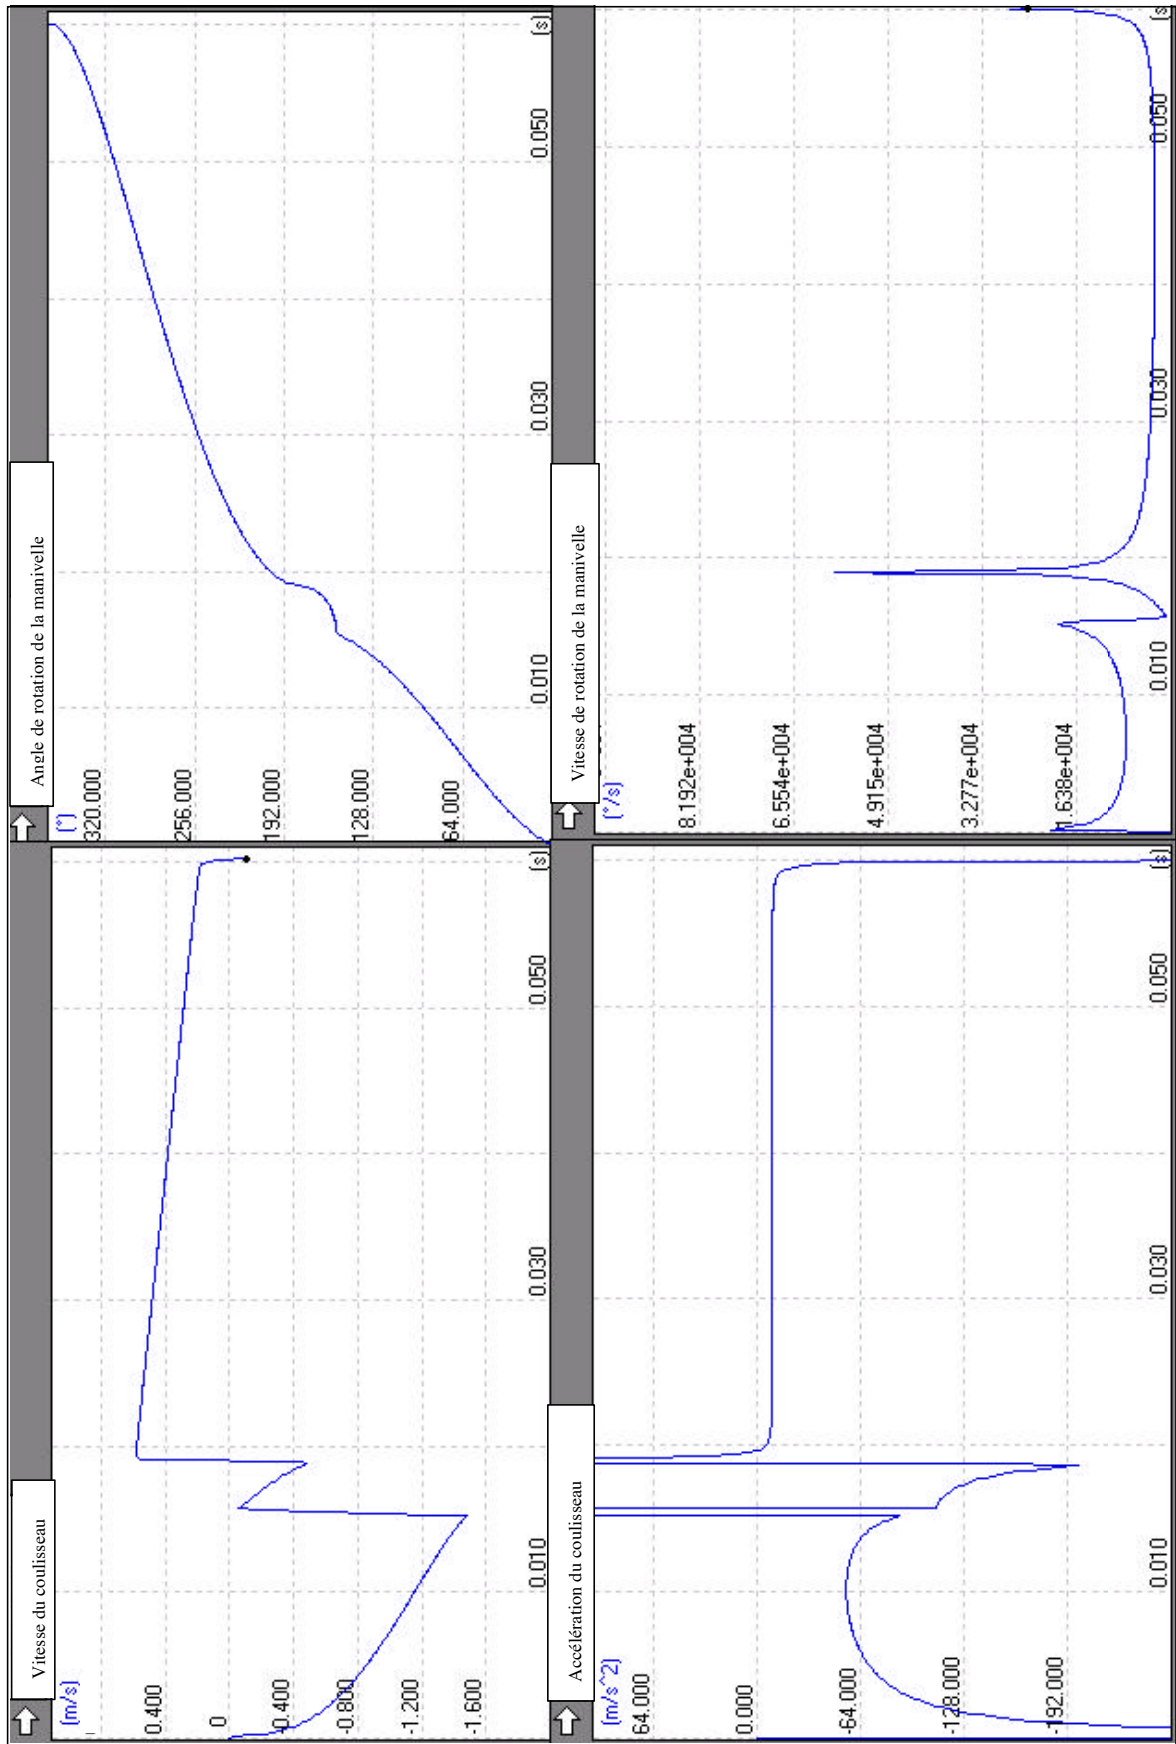 Vitesse du coulisseau
(m/s)
0.400
0
-0.400
-0.800
-1.200
-1.600
0.010
0.030
0.050
(s)
Angle de rotation de la manivelle
(°)
320.000
256.000
192.000
128.000
64.000
0.010
0.030
0.050
(s)
Accélération du coulisseau
(m/s^2)
64.000
0.000
-64.000
-128.000
-192.000
0.010
0.030
0.050
(s)
Vitesse de rotation de la manivelle
(°/s)
8.192e+004
6.554e+004
4.915e+004
3.277e+004
1.638e+004
0.010
0.030
0.050
(s